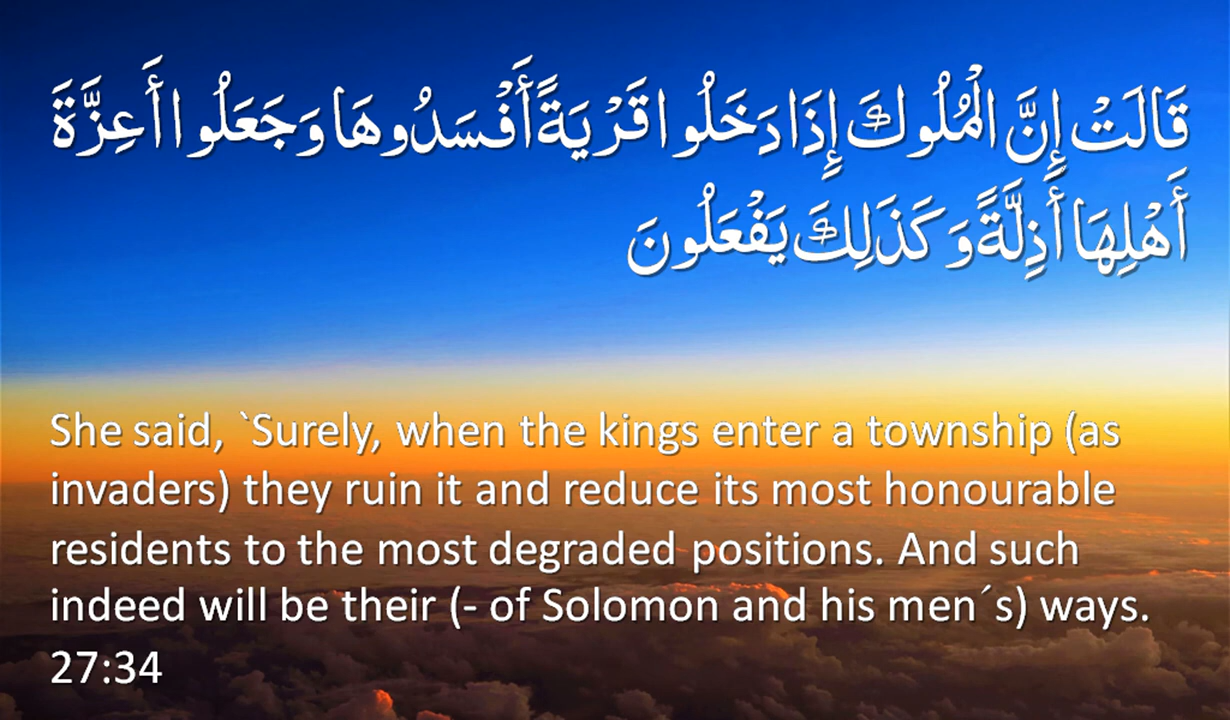 قَالَتْ إِنَّ الْمُلُوكَ إِذَا دَخَلُوا قَرْيَةً أَفْسَدُوهَا وَجَعَلُوا أَعِزَّةَ
أَهْلِهَا أَذِلَّةً وَكَذَلِكَ يَفْعَلُونَ
She said, `Surely, when the kings enter a township (as
invaders) they ruin it and reduce its most honourable
residents to the most degraded positions. And such
indeed will be their (- of Solomon and his men´s) ways.
27:34